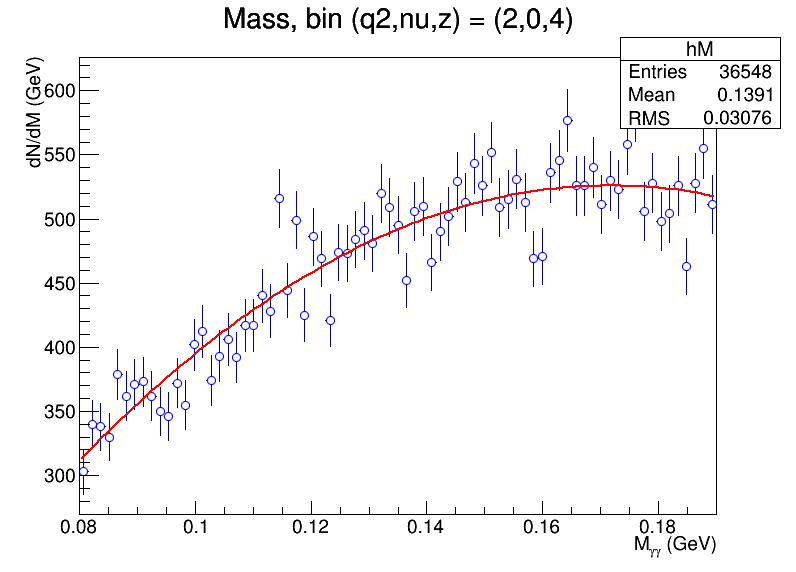 Mass, bin (q2,nu,z) = (2,0,4)
hM
Entries 36548
Mean 0.1391
RMS 0.03076
dN/dM (GeV)
600
550
500
450
400
350
300
0.08 0.1 0.12 0.14 0.16 0.18
Mγγ (GeV)